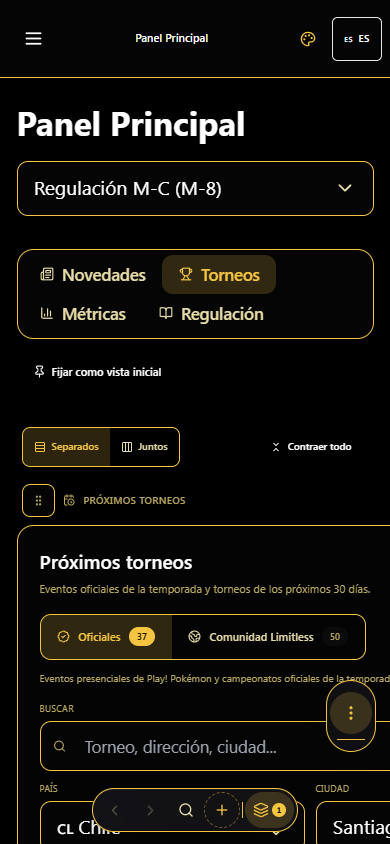 Panel Principal
ES ES
Panel Principal
Regulación M-C (M-8)
Novedades
Torneos
Métricas
Regulación
Fijar como vista inicial
Separados
Juntos
Contraer todo
PRÓXIMOS TORNEOS
Próximos torneos
Eventos oficiales de la temporada y torneos de los próximos 30 días.
Oficiales 37
Comunidad Limitless 50
Eventos presenciales de Play! Pokémon y campeonatos oficiales de la temporad
BUSCAR
Torneo, dirección, ciudad...
PAÍS
CIUDAD
CL Chile
Santiag
1